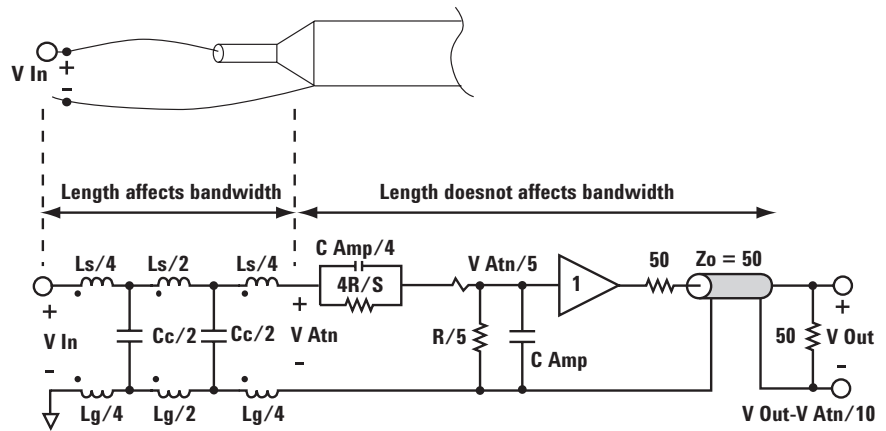 V In
+
-
Length affects bandwidth
Length doesnot affects bandwidth
Ls/4
Ls/2
Ls/4
C Amp/4
4R/S
V Atn/5
1
50
Zo = 50
+
V In
-
Cc/2
Cc/2
+
V Atn
-
R/5
C Amp
50
+
V Out
-
Lg/4
Lg/2
Lg/4
V Out-V Atn/10